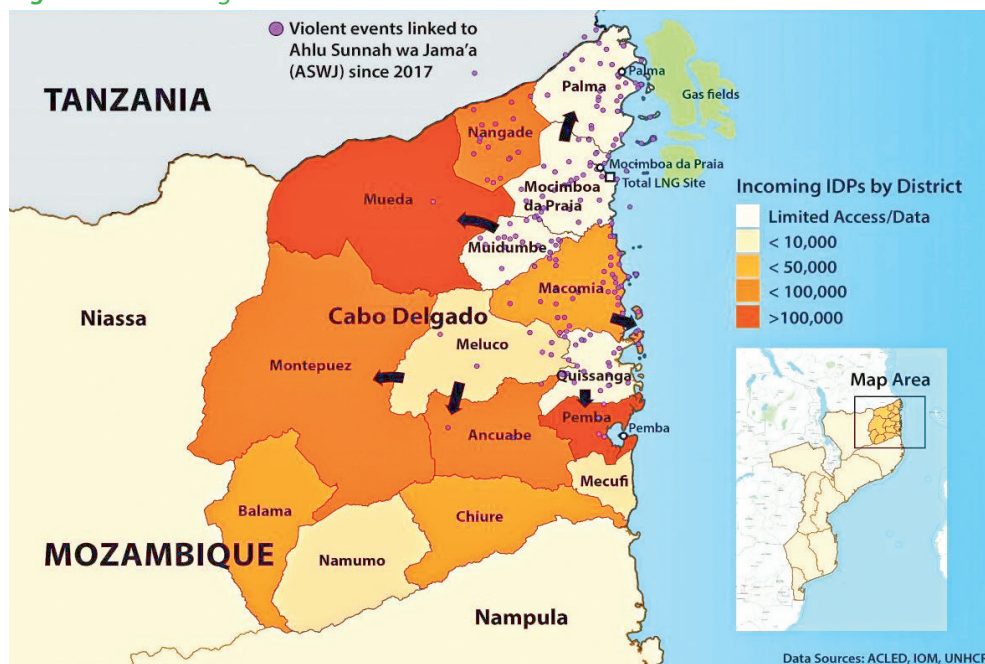 Violent events linked to
Ahlu Sunnah wa Jama'a
(ASWJ) since 2017
TANZANIA
Palma
Palma
Gas fields
Nangade
Mocimboa da Praia
Total LNG Site
Mocimboa
da Praia
Mueda
Muidumbe
Incoming IDPs by District
Limited Access/Data
< 10,000
< 50,000
< 100,000
>100,000
Macomia
Niassa
Cabo Delgado
Meluco
Montepuez
Quissanga
Map Area
Pemba
Pemba
Ancuabe
Mecufi
Balama
Chiure
MOZAMBIQUE
Namumo
Nampula
Data Sources: ACLED, IOM, UNHCR